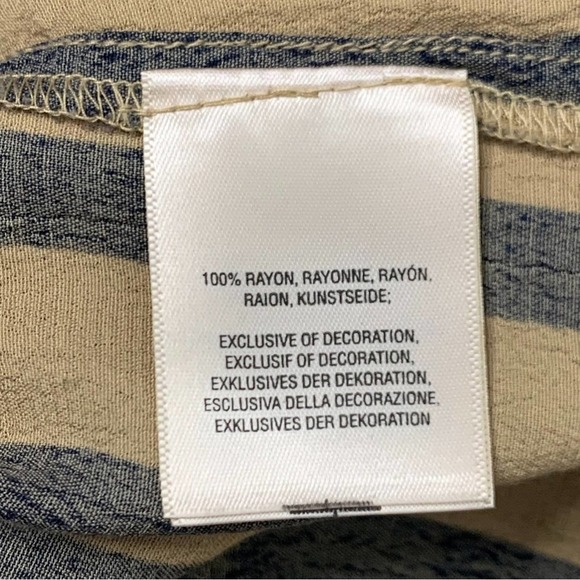 100% RAYON, RAYONNE, RAYÓN,
RAION, KUNSTSEIDE;
EXCLUSIVE OF DECORATION,
EXCLUSIF OF DECORATION,
EXKLUSIVES DER DEKORATION,
ESCLUSIVA DELLA DECORAZIONE,
EXKLUSIVES DER DEKORATION